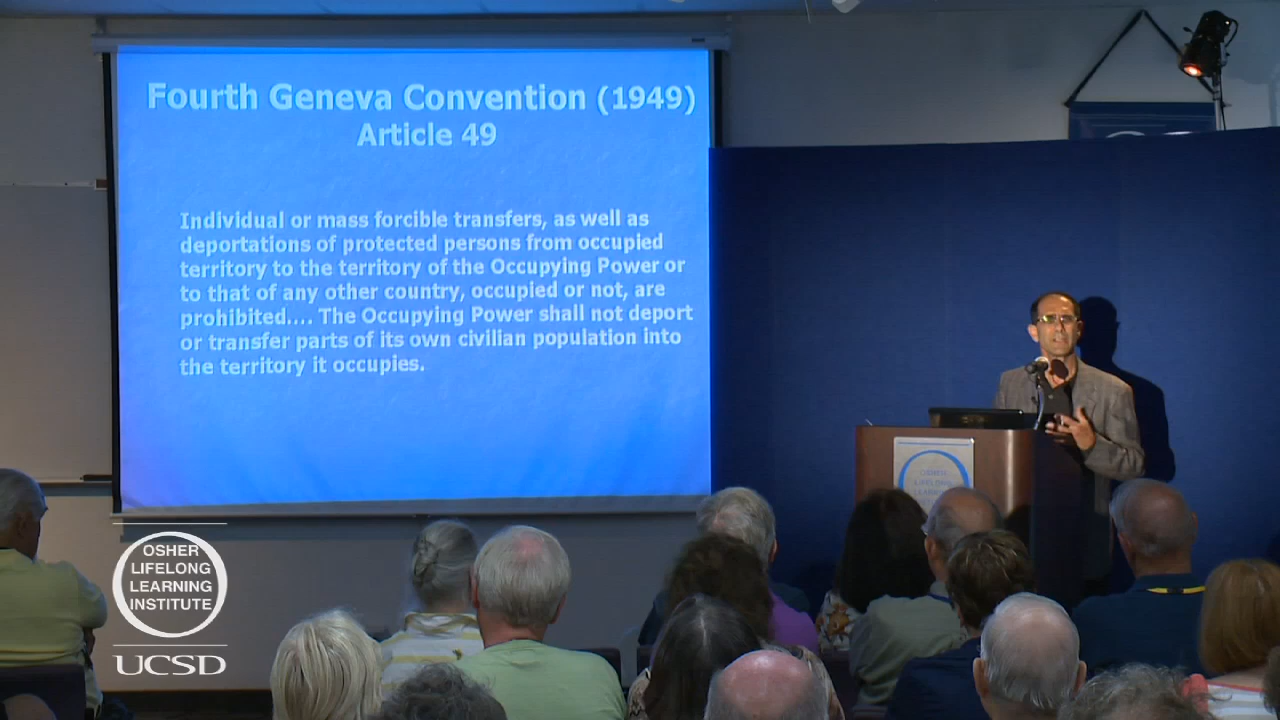 Fourth Geneva Convention (1949)
Article 49
Individual or mass forcible transfers, as well as
deportations of protected persons from occupied
territory to the territory of the Occupying Power or
to that of any other country, occupied or not, are
prohibited.... The Occupying Power shall not deport
or transfer parts of its own civilian population into
the territory it occupies.
OSHER
LIFELONG
LEARNING
OSHER
LIFELONG
LEARNING
INSTITUTE
UCSD